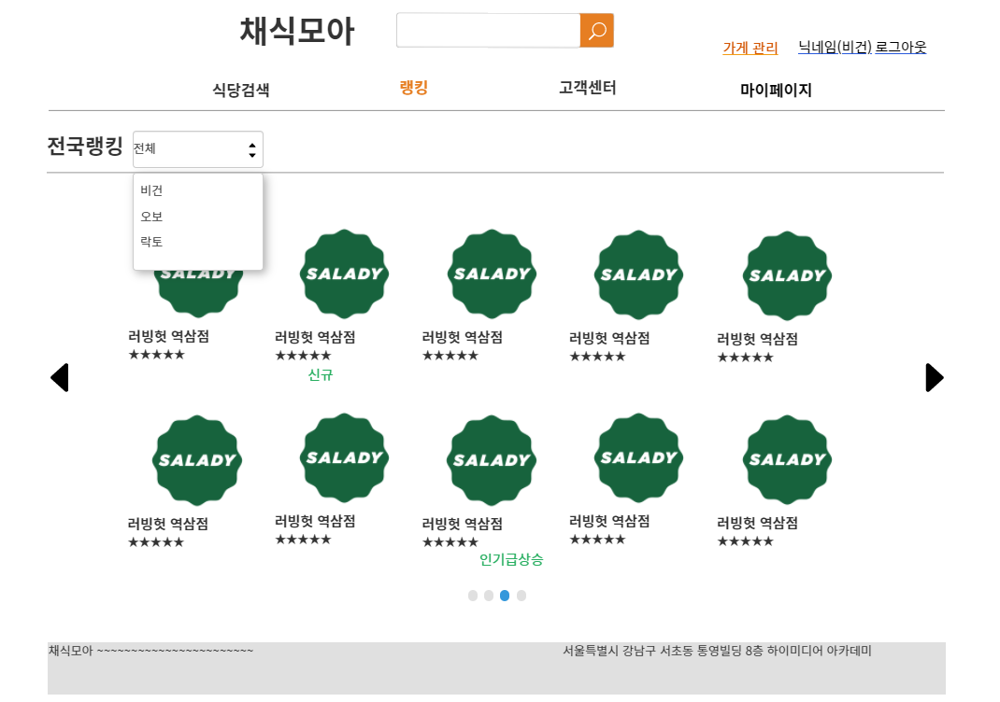 채식모아
가게 관리 닉네임(비건) 로그아웃
식당검색 랭킹 고객센터 마이페이지
전국랭킹 전체
비건
오보
락토
SALADY SALADY SALADY SALADY SALADY
러빙헛 역삼점 러빙헛 역삼점 러빙헛 역삼점 러빙헛 역삼점 러빙헛 역삼점
★★★★★ ★★★★★ ★★★★★ ★★★★★ ★★★★★
신규
SALADY SALADY SALADY SALADY SALADY
러빙헛 역삼점 러빙헛 역삼점 러빙헛 역삼점 러빙헛 역삼점 러빙헛 역삼점
★★★★★ ★★★★★ ★★★★★ ★★★★★ ★★★★★
인기급상승
채식모아 ~~~~~~~~~~~~~~~~~~~~~~~ 서울특별시 강남구 서초동 통영빌딩 8층 하이미디어 아카데미